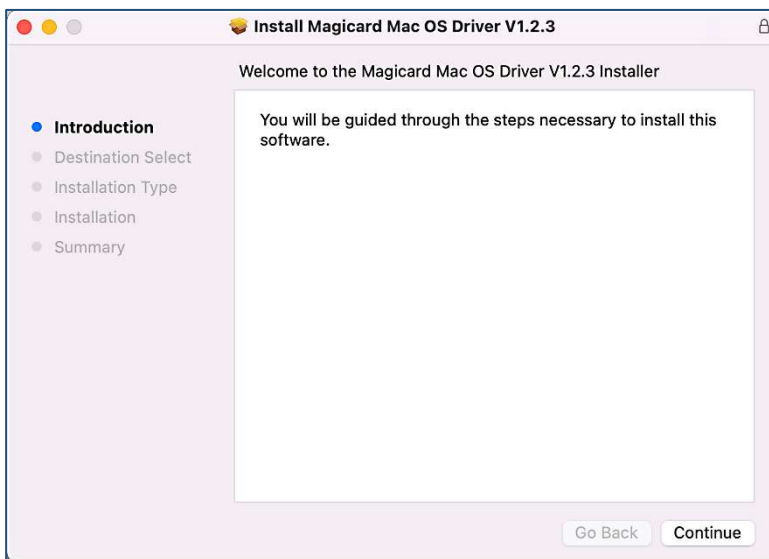 Install Magicard Mac OS Driver V1.2.3
Welcome to the Magicard Mac OS Driver V1.2.3 Installer
Introduction
Destination Select
Installation Type
Installation
Summary
You will be guided through the steps necessary to install this
software.
Go Back
Continue